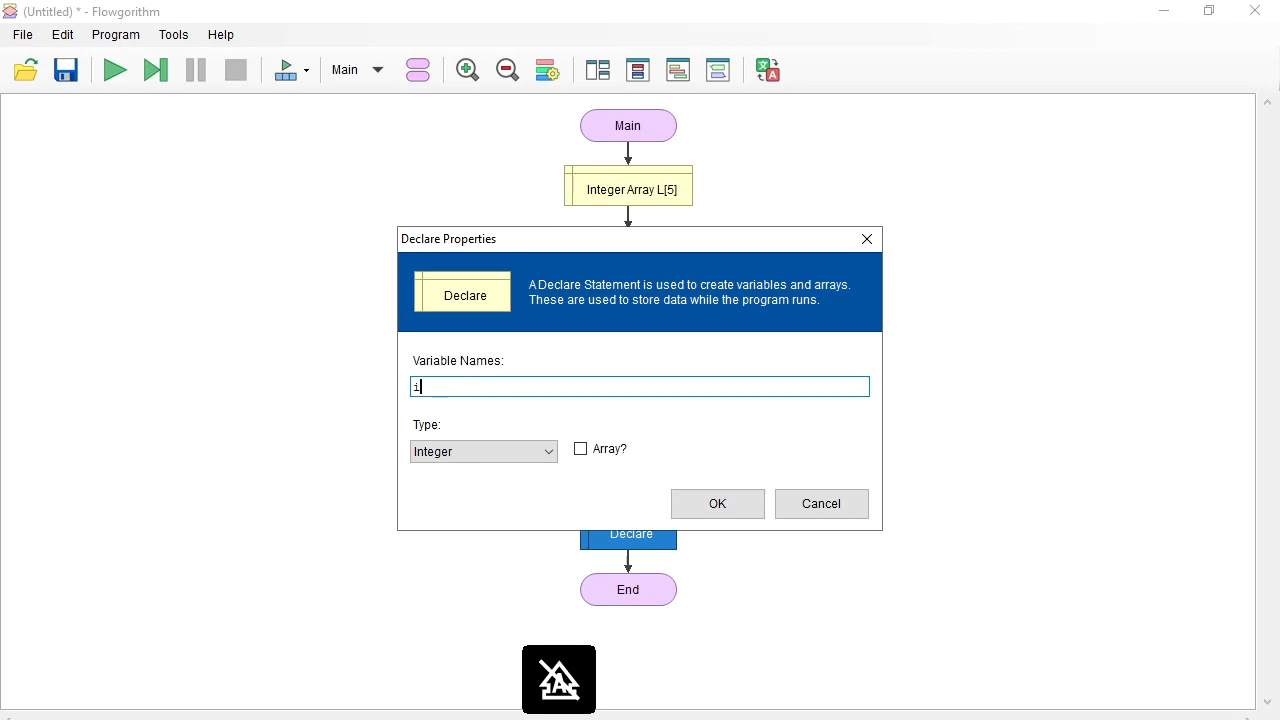 (Untitled) * - Flowgorithm
File Edit Program Tools Help
Main
Main
Integer Array L[5]
Declare Properties
Declare
A Declare Statement is used to create variables and arrays.
These are used to store data while the program runs.
Variable Names:
i
Type:
Integer
Array?
OK Cancel
Declare
End
A